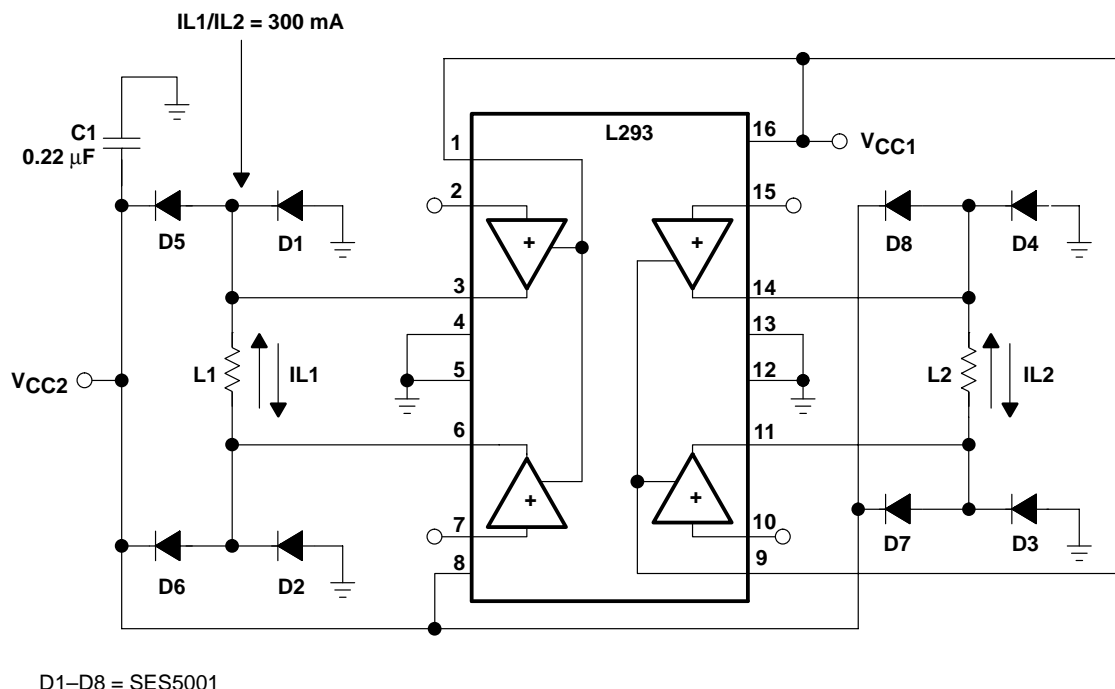 IL1/IL2 = 300 mA
C1
0.22 μF
L293
1
16
VCC1
2
15
D5
D1
D8
D4
+
+
3
14
4
13
L1
IL1
5
12
L2
IL2
VCC2
6
11
+
+
7
10
D6
D2
8
9
D7
D3
D1–D8 = SES5001